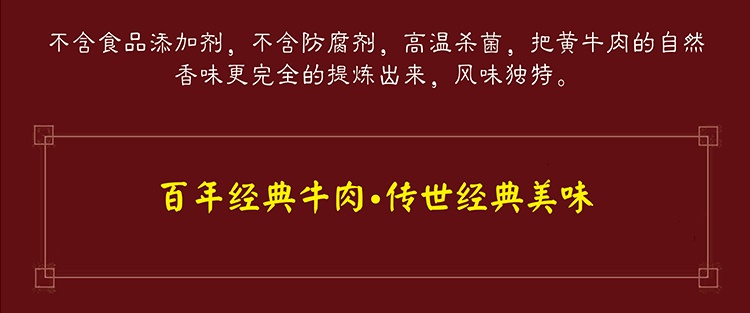 不含食品添加剂，不含防腐剂，高温杀菌，把黄牛肉的自然
香味更完全的提炼出来，风味独特。
百年经典牛肉•传世经典美味